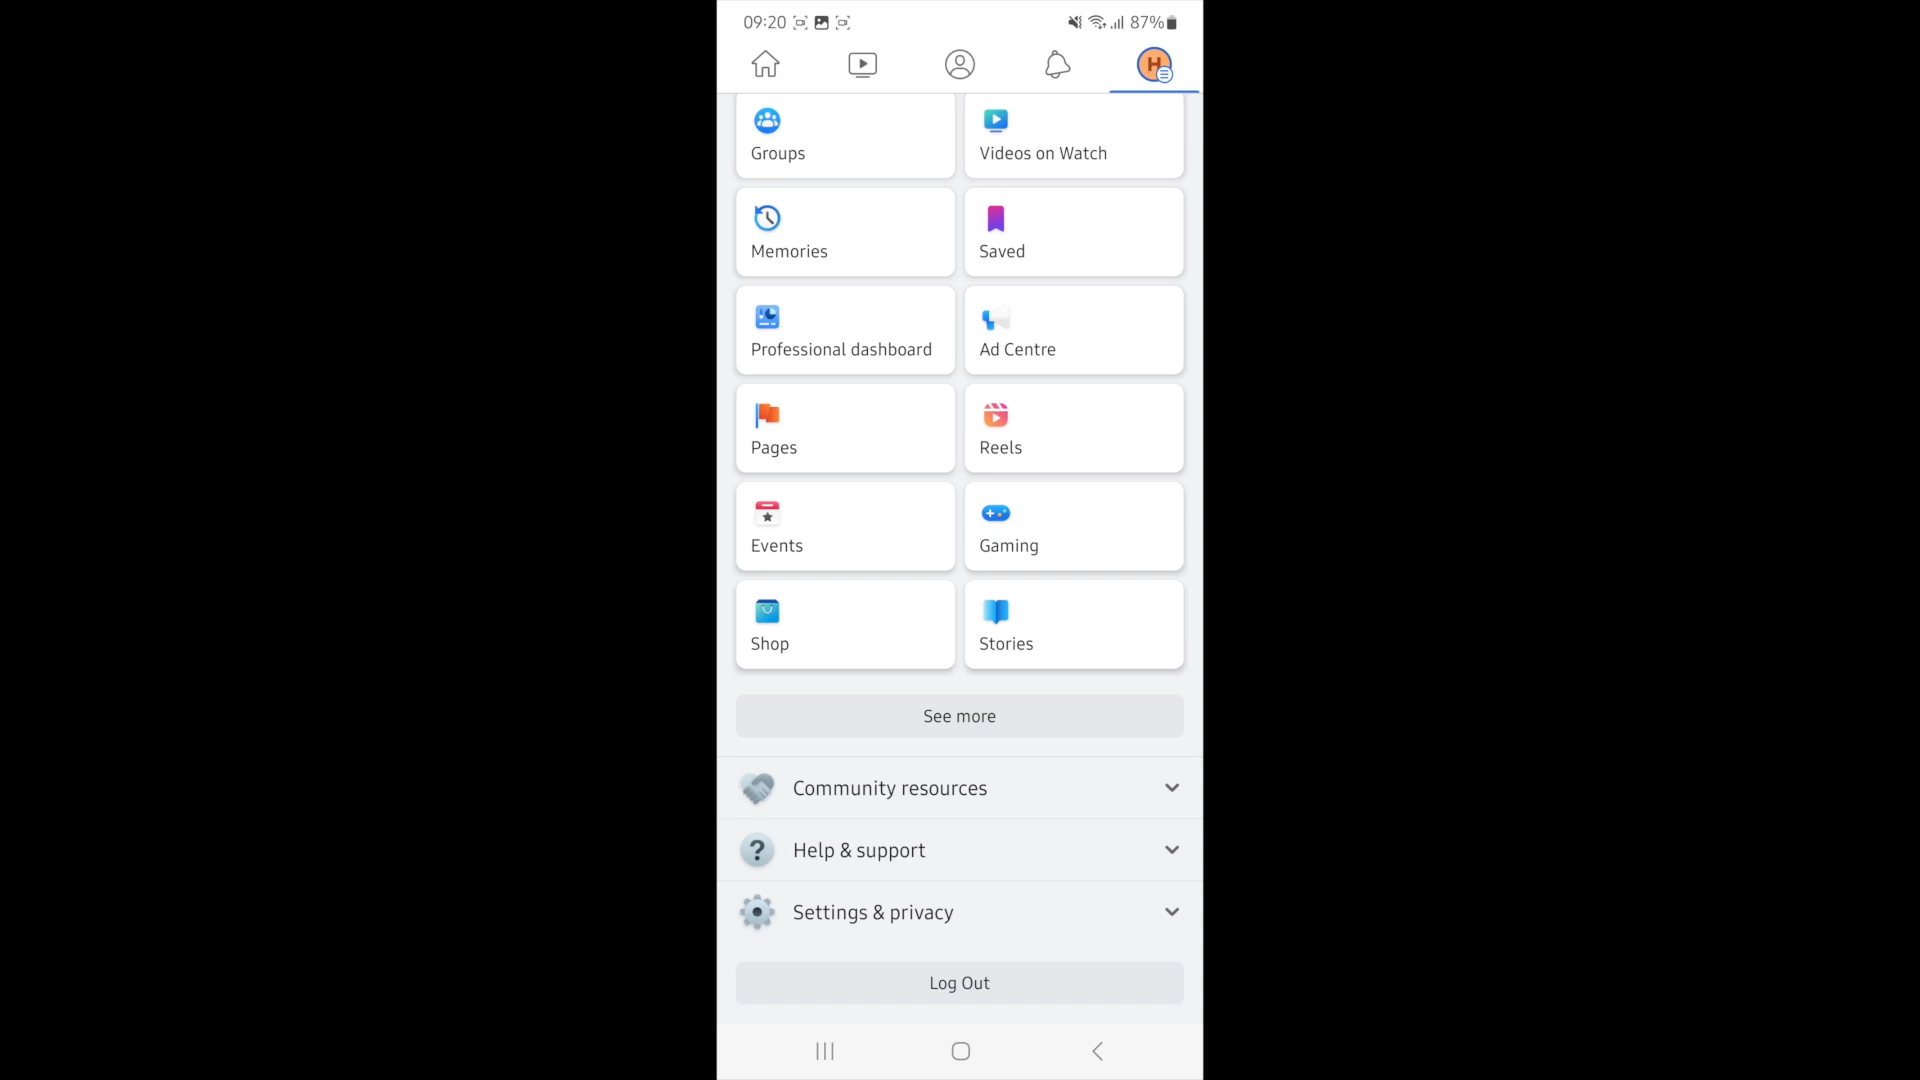 09:20 87%
H
Groups Videos on Watch
Memories Saved
Professional dashboard Ad Centre
Pages Reels
Events Gaming
Shop Stories
See more
Community resources
? Help & support
Settings & privacy
Log Out